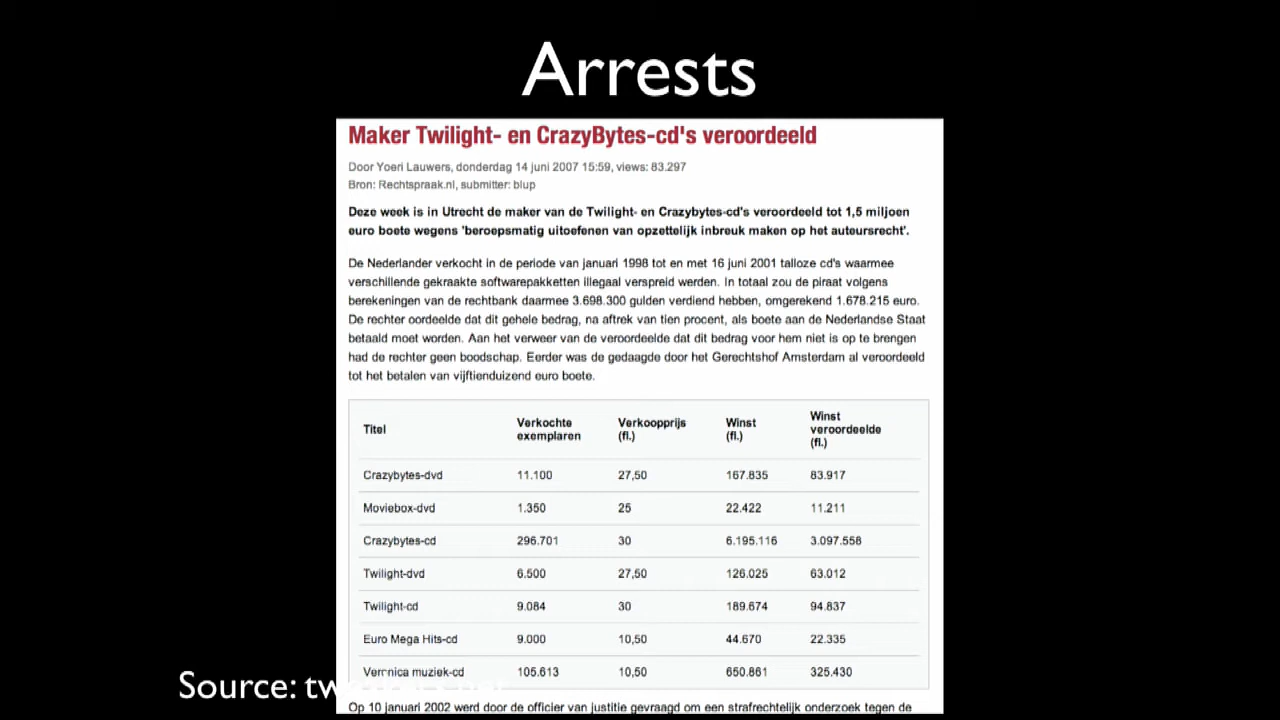 Arrests
Maker Twilight- en CrazyBytes-cd's veroordeeld
Door Yoeri Lauwers, donderdag 14 juni 2007 15:59, views: 83.297
Bron: Rechtspraak.nl, submitter: blup
Deze week is in Utrecht de maker van de Twilight- en Crazybytes-cd's veroordeeld tot 1,5 miljoen
euro boete wegens 'beroepsmatig uitoefenen van opzettelijk inbreuk maken op het auteursrecht'.
De Nederlander verkocht in de periode van januari 1998 tot en met 16 juni 2001 talloze cd's waarmee
verschillende gekraakte softwarepakketten illegaal verspreid werden. In totaal zou de piraat volgens
berekeningen van de rechtbank daarmee 3.698.300 gulden verdiend hebben, omgerekend 1.678.215 euro.
De rechter oordeelde dat dit gehele bedrag, na aftrek van tien procent, als boete aan de Nederlandse Staat
betaald moet worden. Aan het verweer van de veroordeelde dat dit bedrag voor hem niet is op te brengen
had de rechter geen boodschap. Eerder was de gedaagde door het Gerechtshof Amsterdam al veroordeeld
tot het betalen van vijftienduizend euro boete.
Titel Verkochte exemplaren Verkoopprijs (fl.) Winst (fl.) Winst veroordeelde (fl.)
Crazybytes-dvd 11.100 27,50 167.835 83.917
Moviebox-dvd 1.350 25 22.422 11.211
Crazybytes-cd 296.701 30 6.195.116 3.097.558
Twilight-dvd 6.500 27,50 126.025 63.012
Twilight-cd 9.084 30 189.674 94.837
Euro Mega Hits-cd 9.000 10,50 44.670 22.335
Veronica muziek-cd 105.613 10,50 650.861 325.430
Source:
Op 10 januari 2002 werd door de officier van justitie gevraagd om een strafrechtelijk onderzoek tegen de